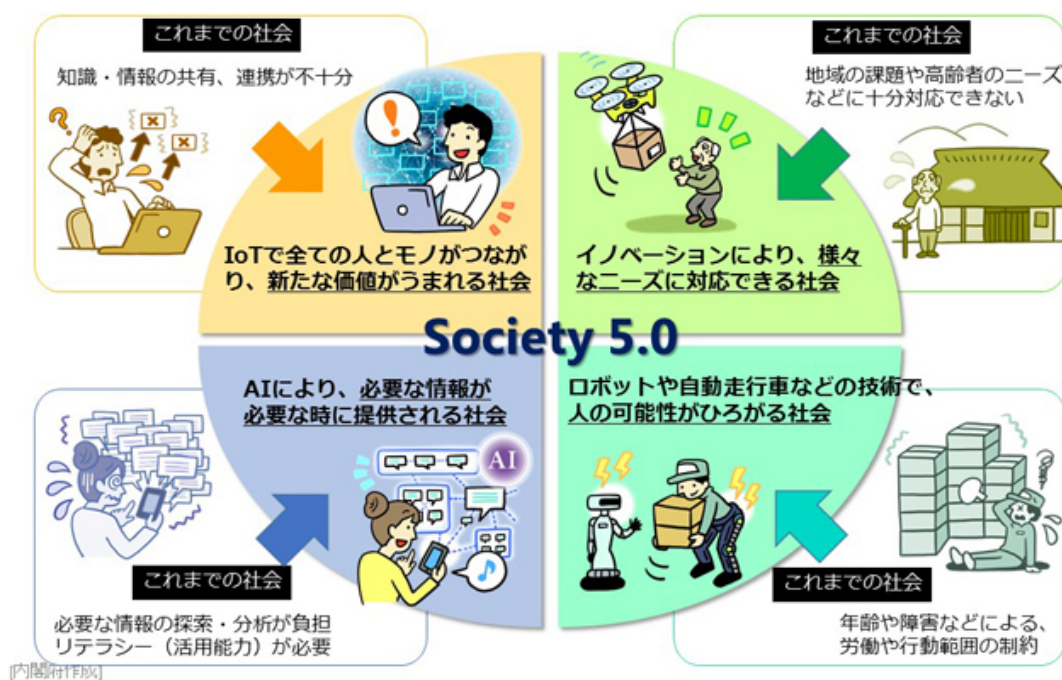 これまでの社会
知識・情報の共有、連携が不十分
IoTで全ての人とモノがつなが
り、新たな価値がうまれる社会
これまでの社会
地域の課題や高齢者のニーズ
などに十分対応できない
イノベーションにより、様々
なニーズに対応できる社会
Society 5.0
AIにより、必要な情報が
必要な時に提供される社会
AI
これまでの社会
必要な情報の探索・分析が負担
リテラシー（活用能力）が必要
ロボットや自動走行車などの技術で、
人の可能性がひろがる社会
これまでの社会
年齢や障害などによる、
労働や行動範囲の制約
[内閣府作成]